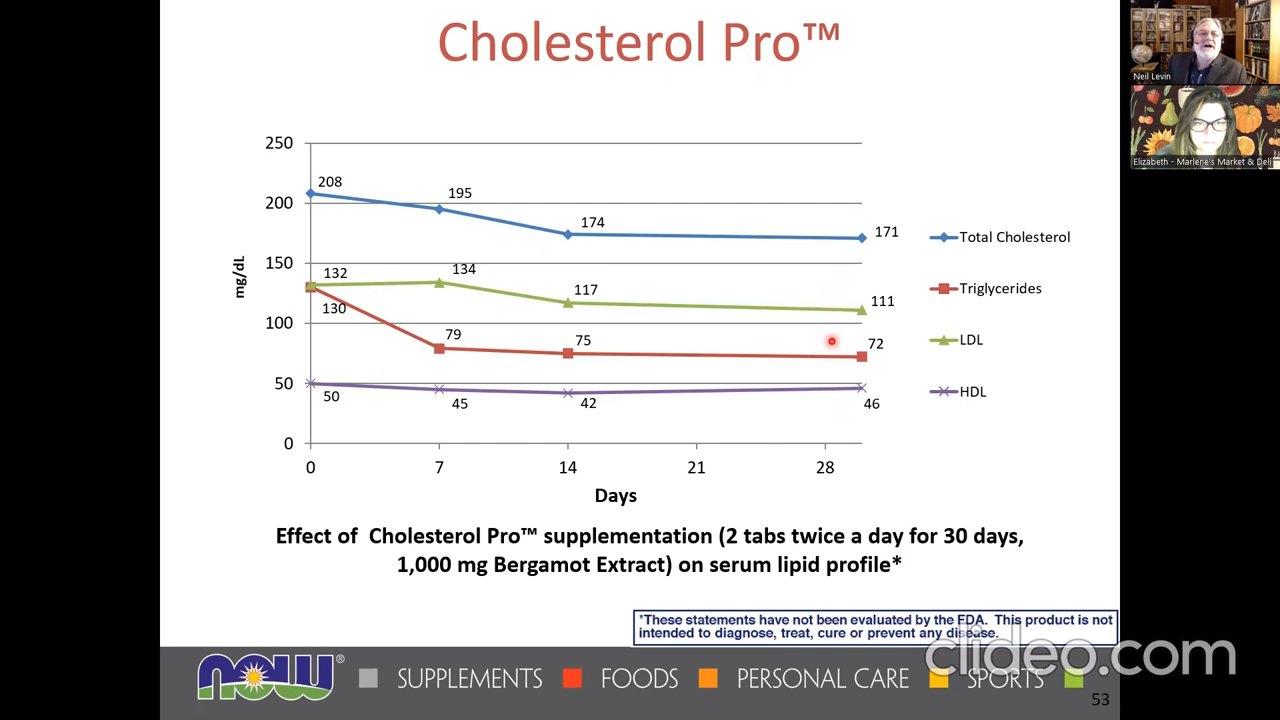 Cholesterol Pro™
Neil Levin
Elizabeth - Marlene's Market & Deli
250
200
150
100
50
0
mg/dL
208
195
174
171
132
134
117
111
130
79
75
72
50
45
42
46
0
7
14
21
28
Days
Total Cholesterol
Triglycerides
LDL
HDL
Effect of Cholesterol Pro™ supplementation (2 tabs twice a day for 30 days,
1,000 mg Bergamot Extract) on serum lipid profile*
*These statements have not been evaluated by the FDA. This product is not
intended to diagnose, treat, cure or prevent any disease.
clideo.com
NOW®
SUPPLEMENTS
FOODS
PERSONAL CARE
SPORTS
53